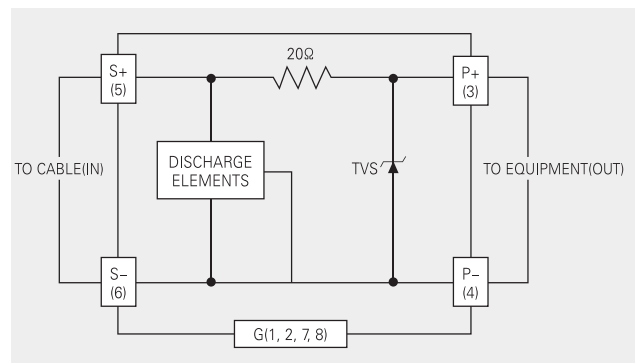 20Ω
S+
(5)
P+
(3)
TO CABLE(IN)
DISCHARGE
ELEMENTS
TVS
TO EQUIPMENT(OUT)
S−
(6)
P−
(4)
G(1, 2, 7, 8)